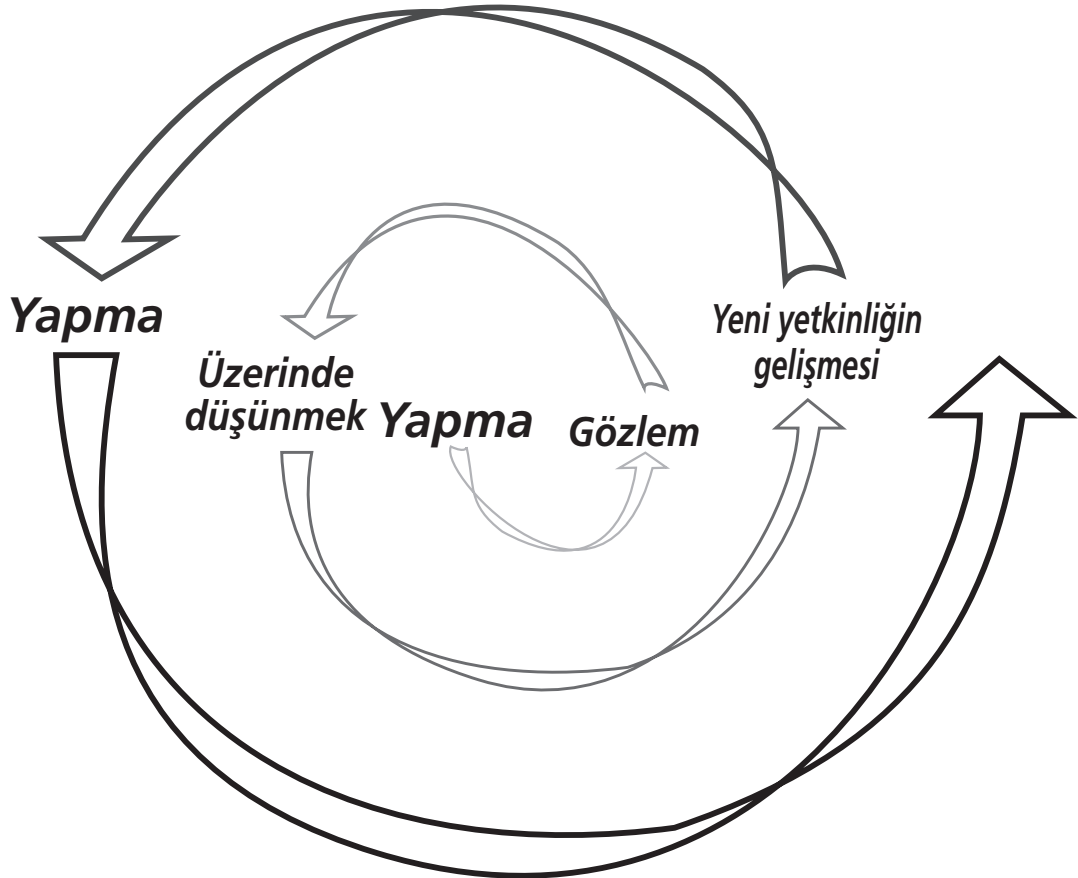 Yapma
Üzerinde
düşünmek
Yapma
Gözlem
Yeni yetkinliğin
gelişmesi